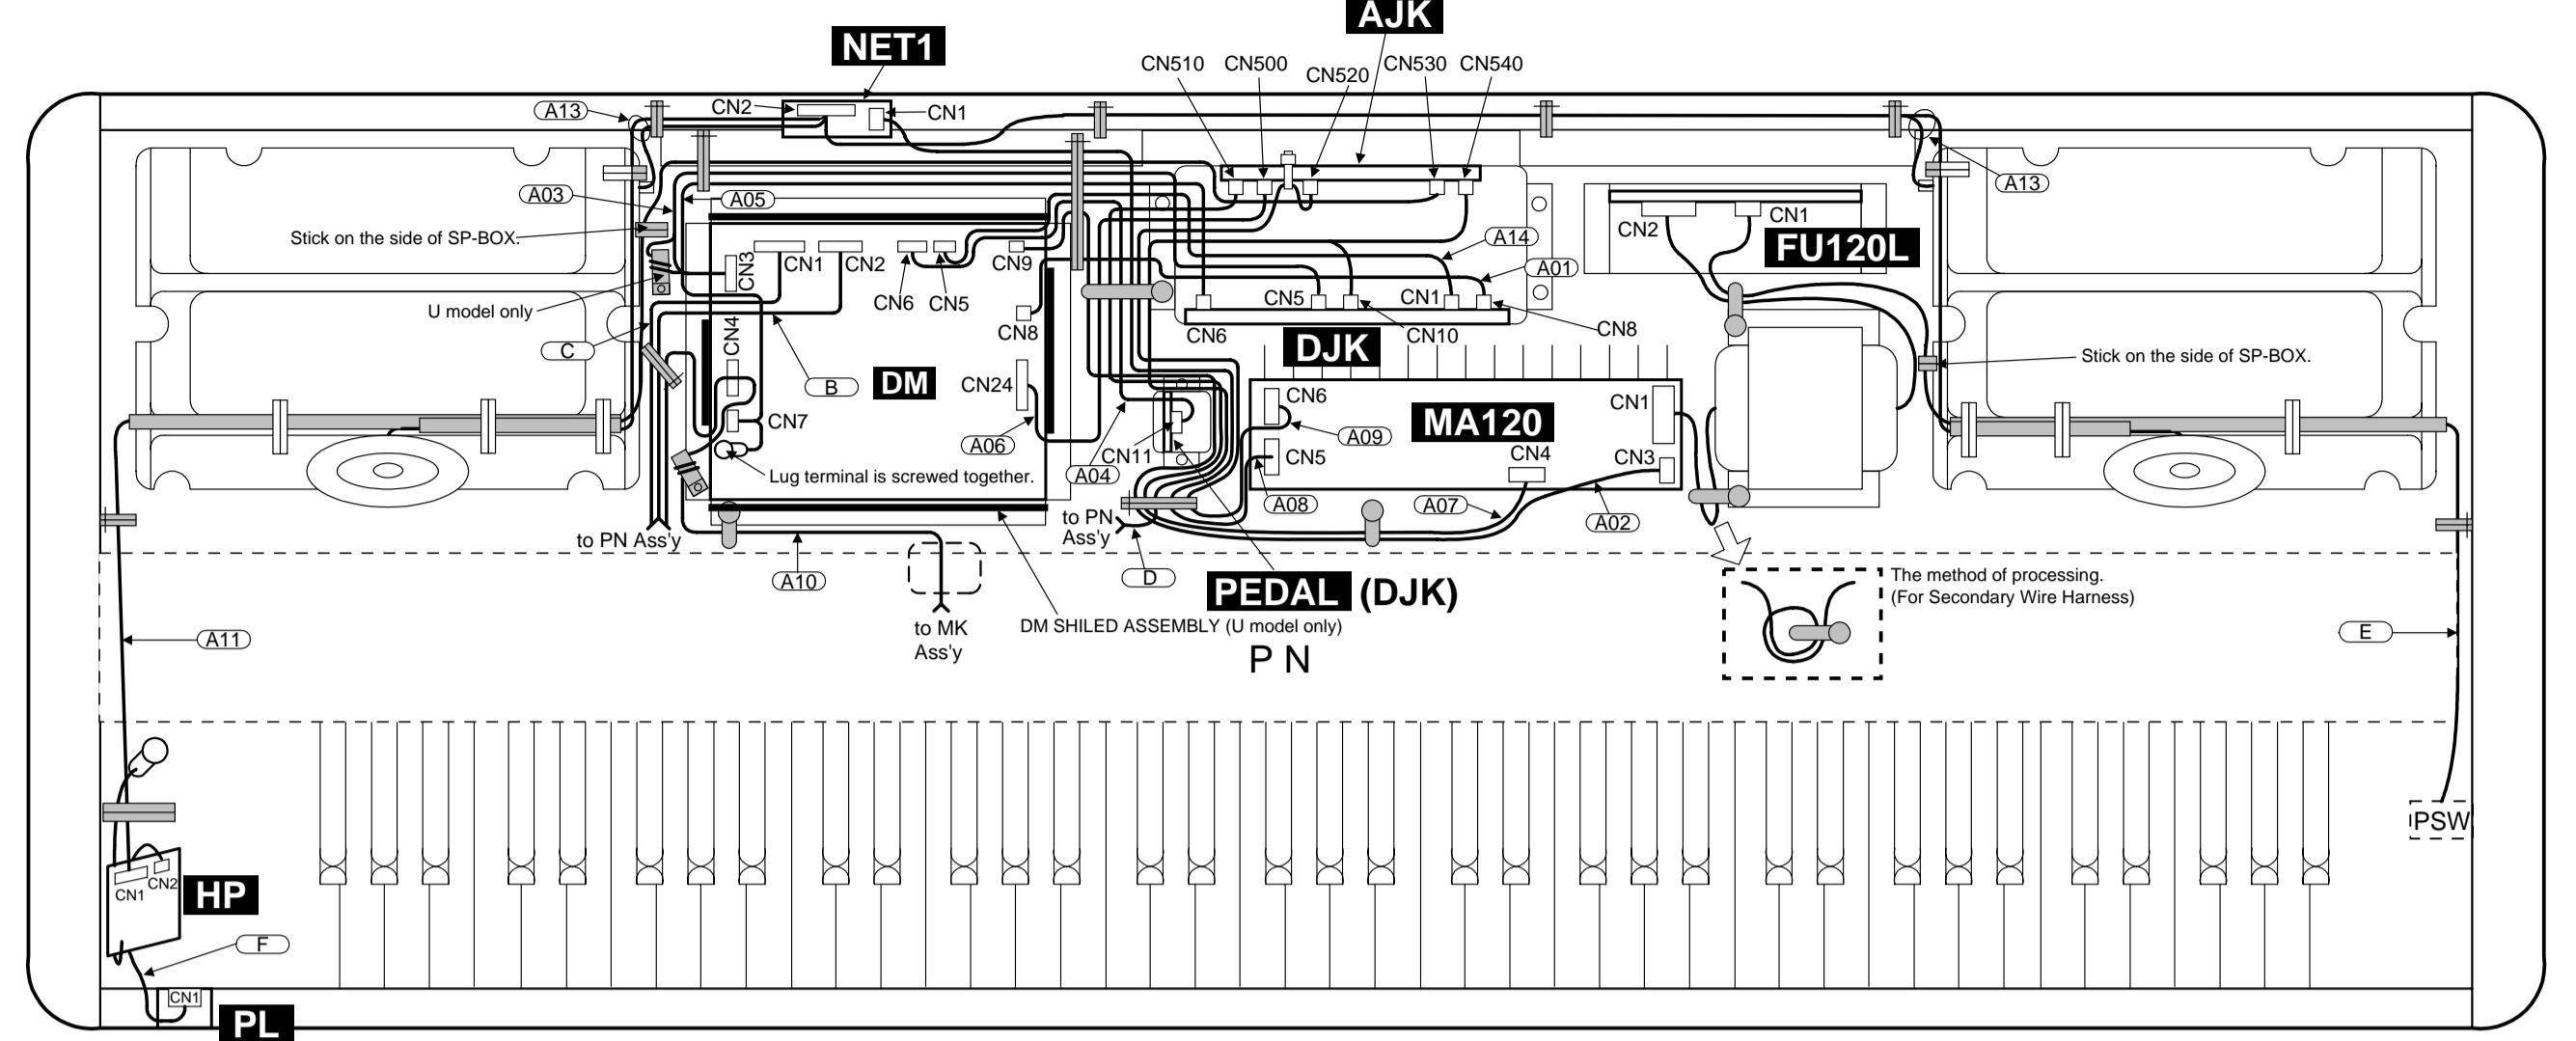 AJK
NET1
CN510 CN500 CN520 CN530 CN540
A13 CN2 CN1
A03 A05 A13
Stick on the side of SP-BOX.
CN3 CN1 CN2 CN6 CN5 CN9
A14
A01
CN2 CN1
FU120L
U model only
CN8
CN6 CN5 CN10 CN1 CN8
DJK
C
CN4
B
DM
CN24
Stick on the side of SP-BOX.
CN7
A06
Lug terminal is screwed together.
CN11
A04
CN6
A09
CN5
A08
MA120
CN1
CN4
CN3
A07
A02
to PN Ass'y
to PN
Ass'y
A10
D
PEDAL (DJK)
The method of processing.
(For Secondary Wire Harness)
to MK
Ass'y
DM SHILED ASSEMBLY (U model only)
P N
A11
E
PSW
CN1 CN2
HP
F
CN1
PL